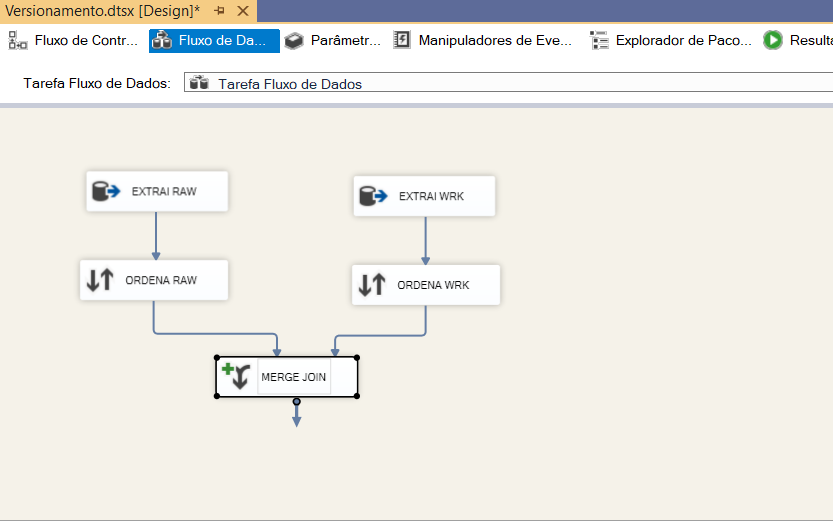 Versionamento.dtsx [Design]*
Fluxo de Contr... Fluxo de Da... Parâmetr... Manipuladores de Eve... Explorador de Paco... Result
Tarefa Fluxo de Dados: Tarefa Fluxo de Dados
EXTRAI RAW EXTRAI WRK
ORDENA RAW ORDENA WRK
MERGE JOIN